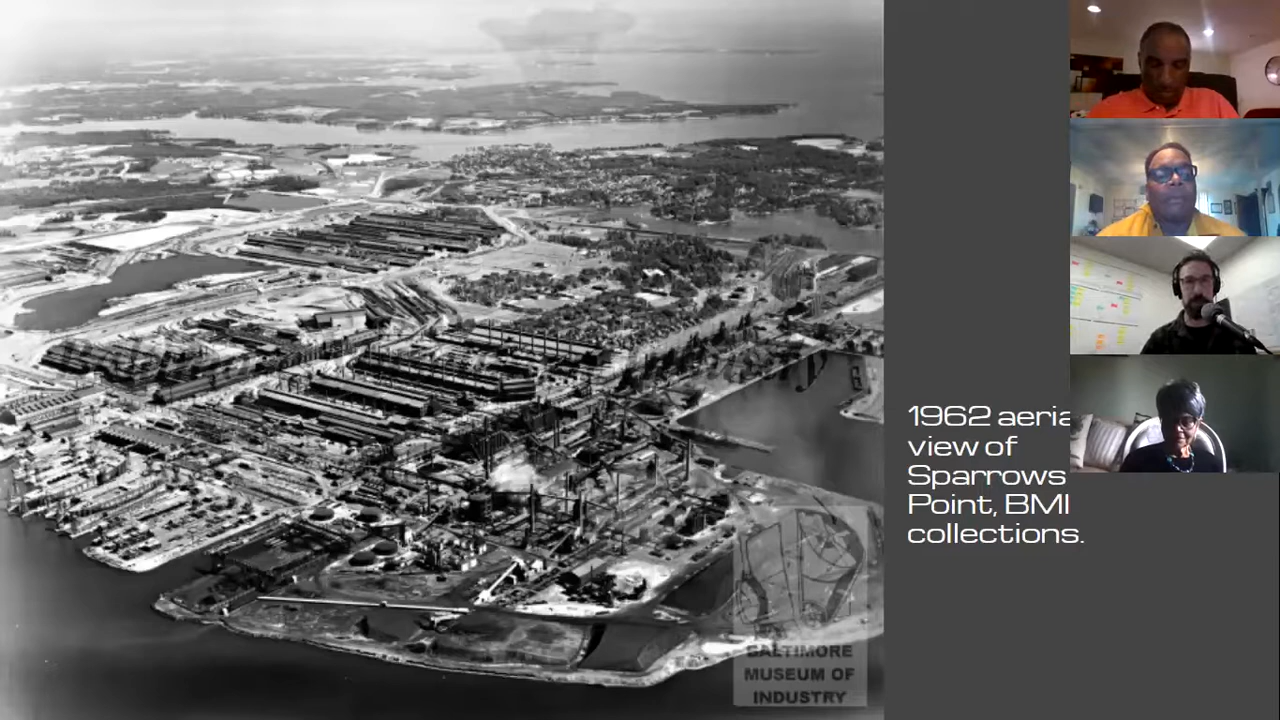 1962 aeria
view of
Sparrows
Point, BMI
collections.
BALTIMORE
MUSEUM OF
INDUSTRY